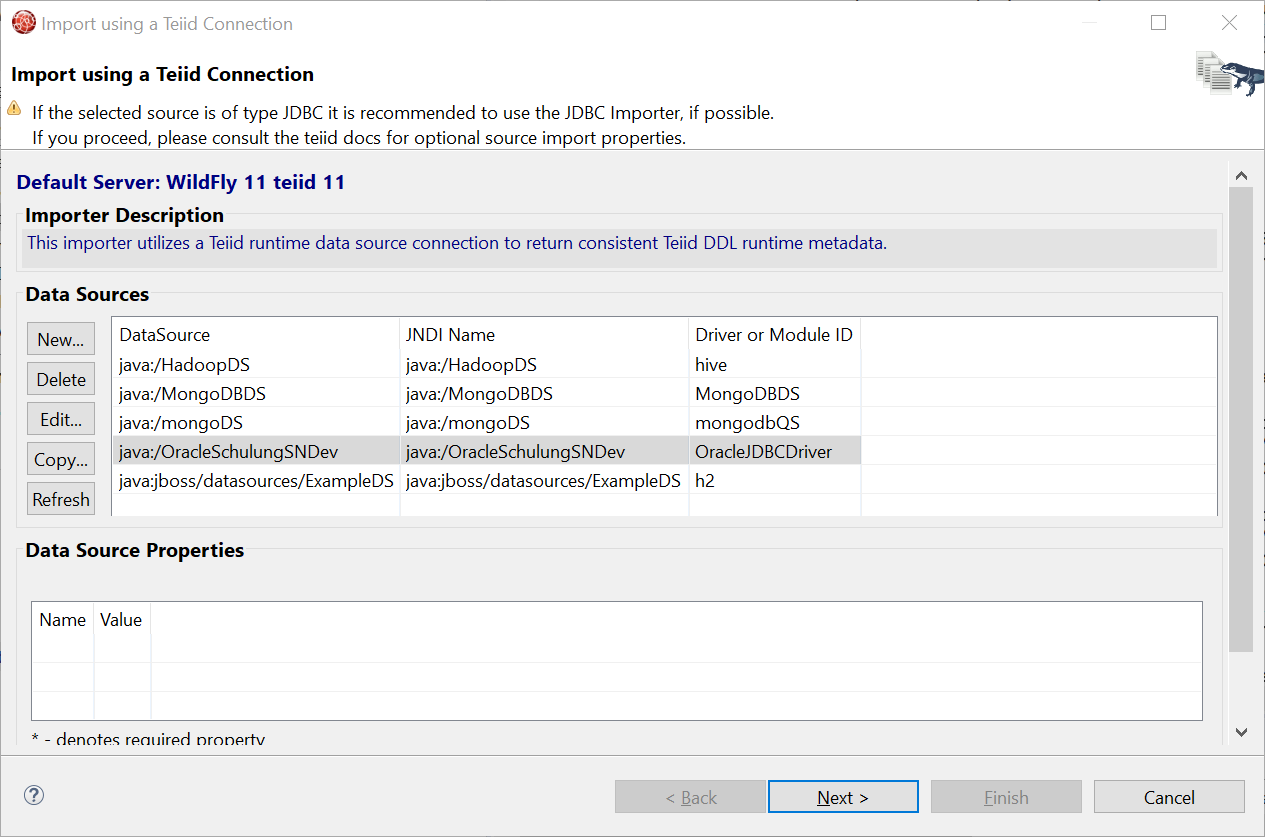 Import using a Teiid Connection
Import using a Teiid Connection
If the selected source is of type JDBC it is recommended to use the JDBC Importer, if possible.
If you proceed, please consult the teiid docs for optional source import properties.
Default Server: WildFly 11 teiid 11
Importer Description
This importer utilizes a Teiid runtime data source connection to return consistent Teiid DDL runtime metadata.
Data Sources
New...
Delete
Edit...
Copy...
Refresh
DataSource JNDI Name Driver or Module ID
java:/HadoopDS java:/HadoopDS hive
java:/MongoDBDS java:/MongoDBDS MongoDBDS
java:/mongoDS java:/mongoDS mongodbQS
java:/OracleSchulungSNDev java:/OracleSchulungSNDev OracleJDBCDriver
java:jboss/datasources/ExampleDS java:jboss/datasources/ExampleDS h2
Data Source Properties
Name Value
* - denotes required property
? < Back Next > Finish Cancel